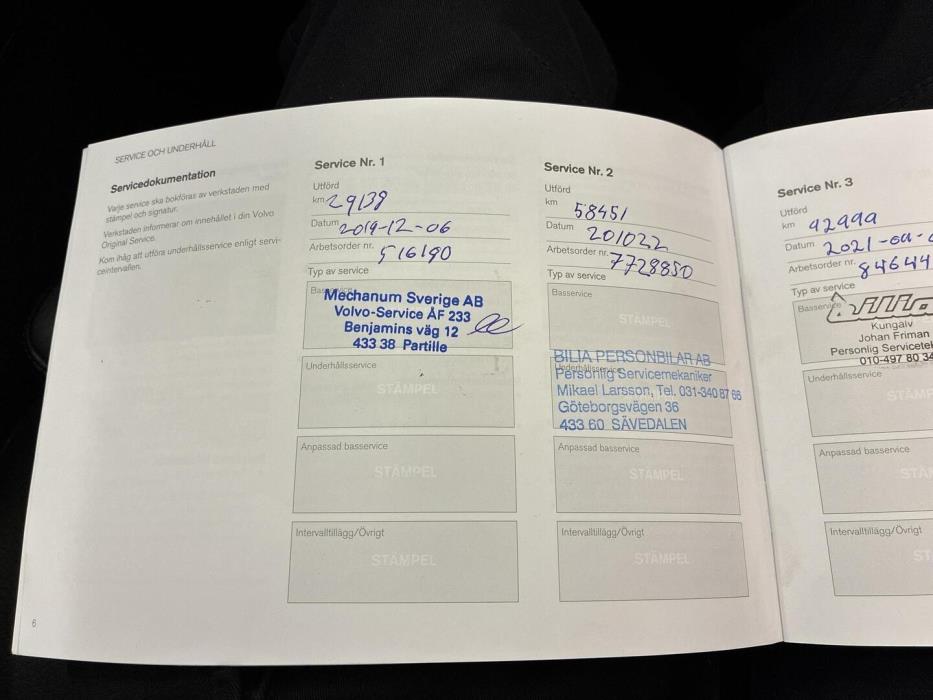 SERVICE OCH UNDERHÅLL
Servicedokumentation
Varje service ska bokföras av verkstaden med
stämpel och signatur.
Verkstaden informerar om innehållet i din Volvo
Original Service.
Kom ihåg att utföra underhållsservice enligt servi-
ceintervallen.
6
Service Nr. 1
Utförd
km 29138
Datum 2019-12-06
Arbetsorder nr. 516190
Typ av service
Mechanum Sverige AB
Volvo-Service ÅF 233
Benjamins väg 12
433 38 Partille
Underhållsservice
STÄMPEL
Anpassad basservice
STÄMPEL
Intervalltillägg/Övrigt
STÄMPEL
Service Nr. 2
Utförd
km 58451
Datum 201022
Arbetsorder nr. 7728850
Typ av service
Basservice
STÄMPEL
BILIA PERSONBILAR AB
Underhållsservice
Personlig Servicemekaniker
Mikael Larsson, Tel. 031-340 87 66
Göteborgsvägen 36
433 60 SÄVEDALEN
Anpassad basservice
STÄMPEL
Intervalltillägg/Övrigt
STÄMPEL
Service Nr. 3
Utförd
km 92999
Datum 2021-
Arbetsorder nr. 84644
Typ av service
Basservice
Bilia
Kungälv
Johan Friman
Personlig Servicete
010-497 80 34
Underhållsservice
STÄMP
Anpassad basservice
STÄ
Intervalltillägg/Övrigt
ST